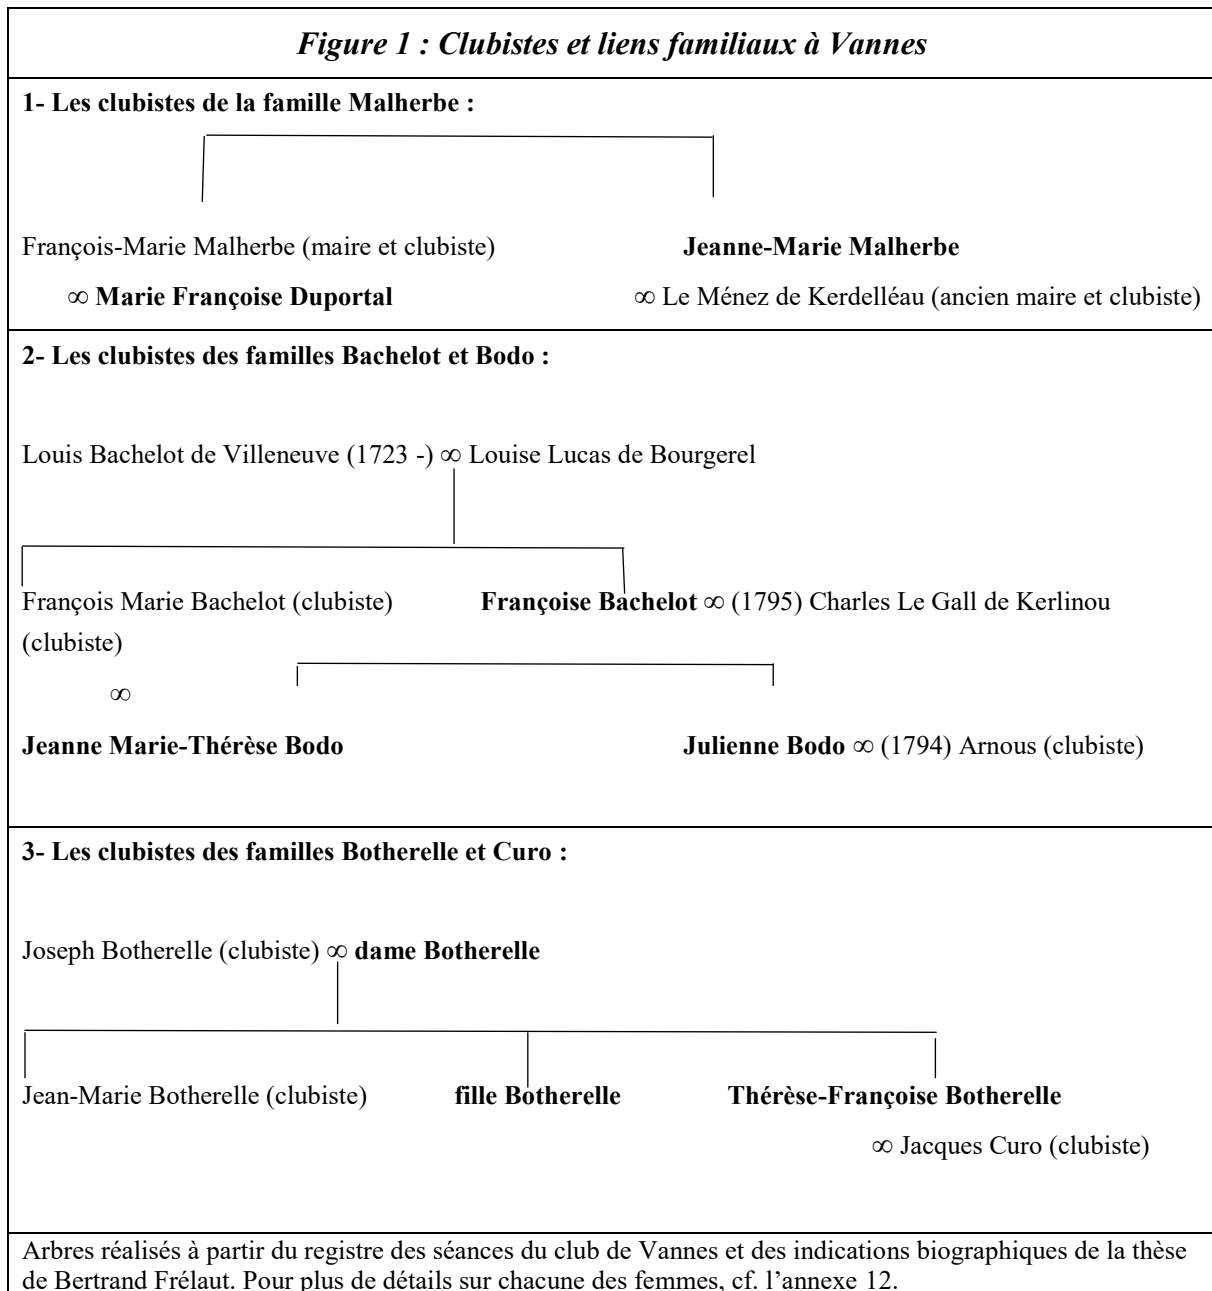 Figure 1 : Clubistes et liens familiaux à Vannes
1- Les clubistes de la famille Malherbe :
François-Marie Malherbe (maire et clubiste) Jeanne-Marie Malherbe
∞ Marie Françoise Duportal ∞ Le Ménez de Kerdelléau (ancien maire et clubiste)
2- Les clubistes des familles Bachelot et Bodo :
Louis Bachelot de Villeneuve (1723 -) ∞ Louise Lucas de Bourgerel
François Marie Bachelot (clubiste) Françoise Bachelot ∞ (1795) Charles Le Gall de Kerlinou
(clubiste)
∞
Jeanne Marie-Thérèse Bodo Julienne Bodo ∞ (1794) Arnous (clubiste)
3- Les clubistes des familles Botherelle et Curo :
Joseph Botherelle (clubiste) ∞ dame Botherelle
Jean-Marie Botherelle (clubiste) fille Botherelle Thérèse-Françoise Botherelle
∞ Jacques Curo (clubiste)
Arbres réalisés à partir du registre des séances du club de Vannes et des indications biographiques de la thèse
de Bertrand Frélaut. Pour plus de détails sur chacune des femmes, cf. l'annexe 12.